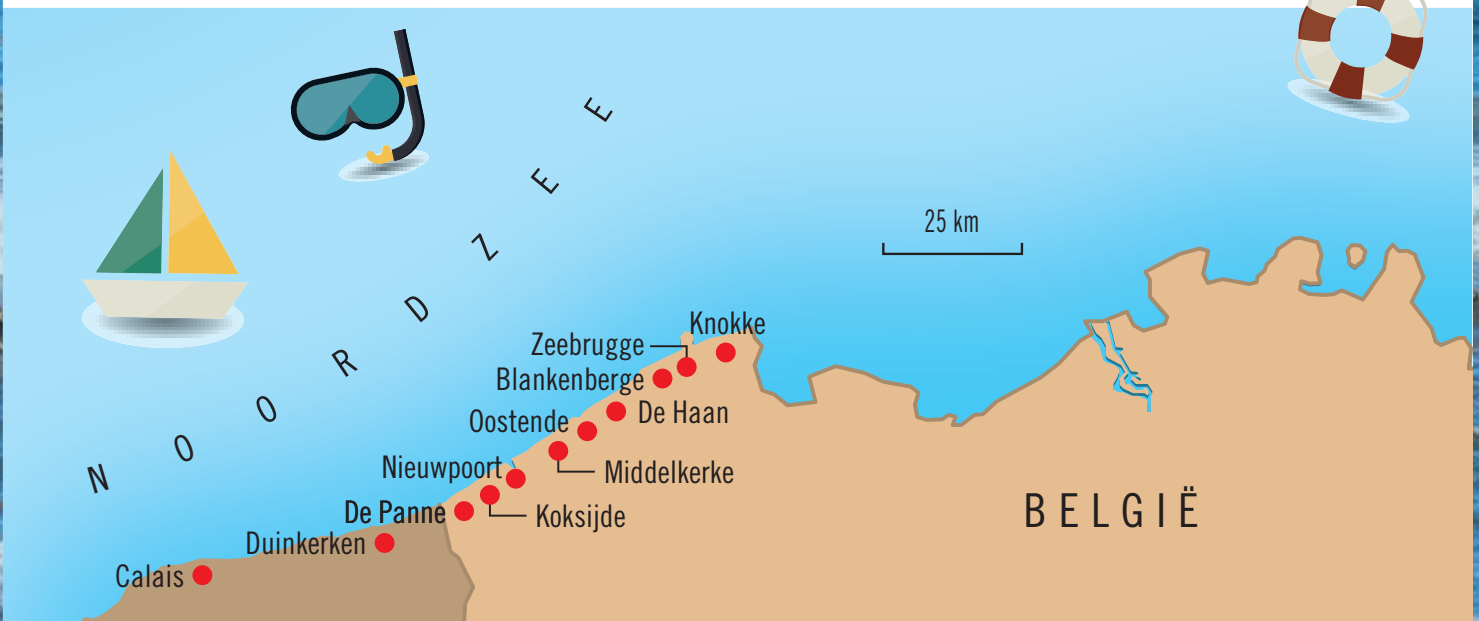 NOORDZEE
25 km
Knokke
Zeebrugge
Blankenberge
De Haan
Oostende
Nieuwpoort
Middelkerke
De Panne
Koksijde
BELGIË
Duinkerken
Calais